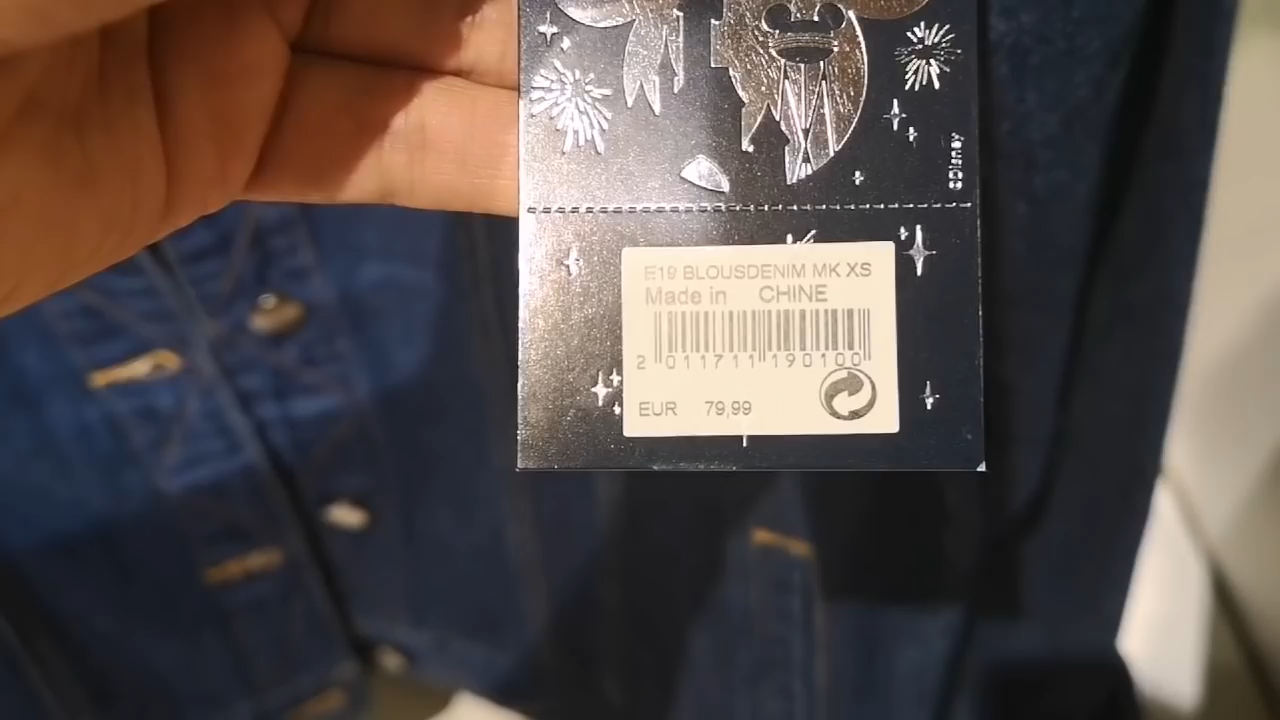 ©Disney
E19 BLOUSDENIM MK XS
Made in CHINE
2 011711 190100
EUR 79,99